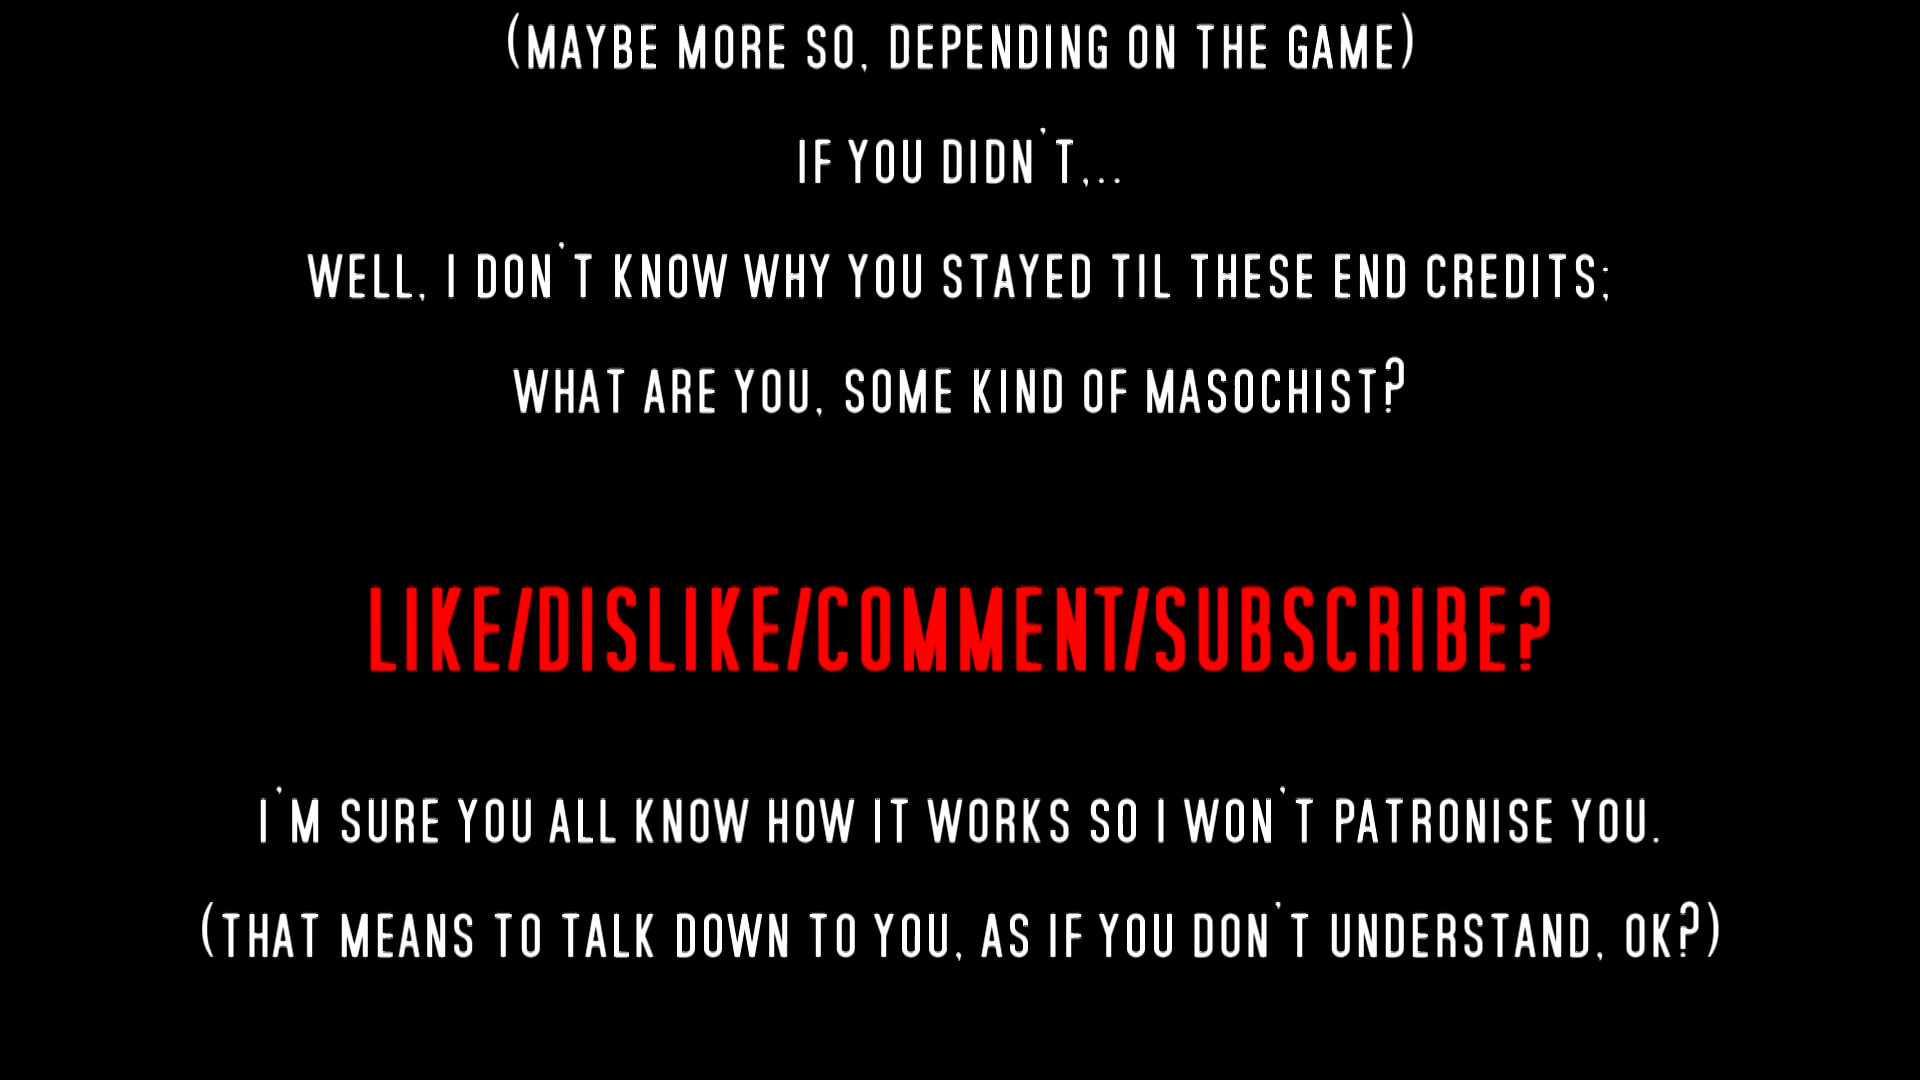 (MAYBE MORE SO, DEPENDING ON THE GAME)
IF YOU DIDN'T,..
WELL, I DON'T KNOW WHY YOU STAYED TIL THESE END CREDITS;
WHAT ARE YOU, SOME KIND OF MASOCHIST?
LIKE/DISLIKE/COMMENT/SUBSCRIBE?
I'M SURE YOU ALL KNOW HOW IT WORKS SO I WON'T PATRONISE YOU.
(THAT MEANS TO TALK DOWN TO YOU, AS IF YOU DON'T UNDERSTAND, OK?)